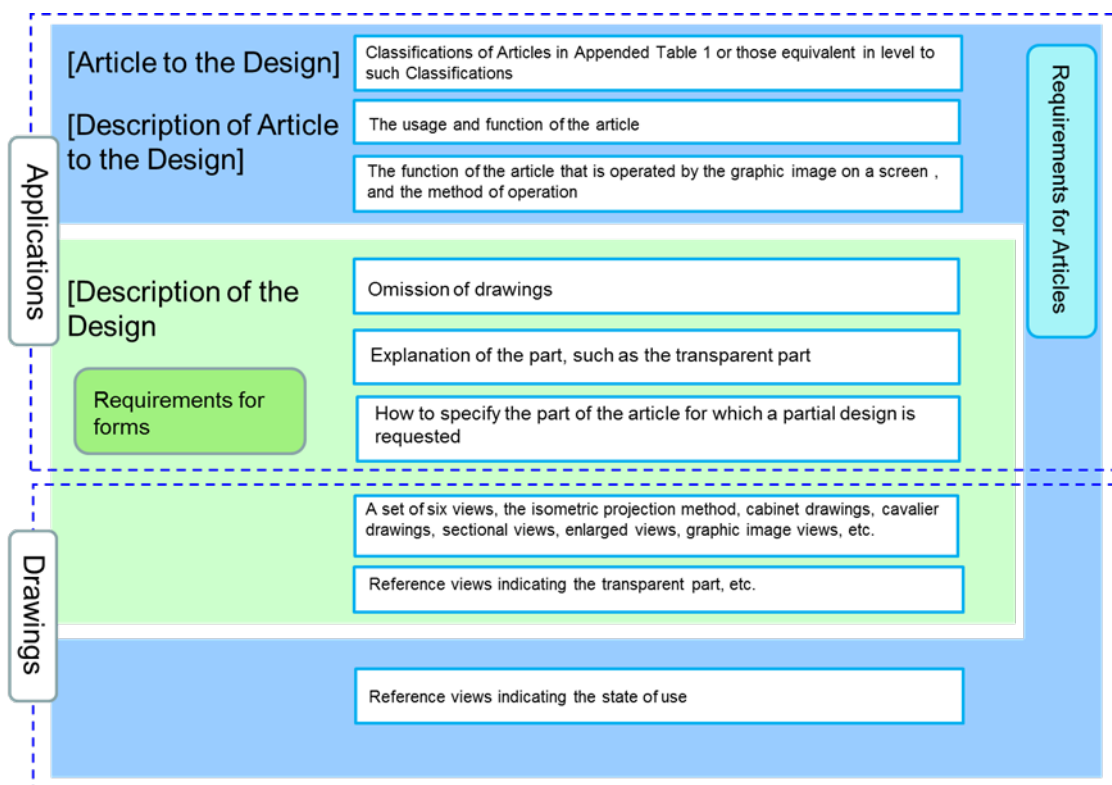 [Article to the Design]
Classifications of Articles in Appended Table 1 or those equivalent in level to
such Classifications
[Description of Article
to the Design]
The usage and function of the article
The function of the article that is operated by the graphic image on a screen ,
and the method of operation
Applications
Requirements for Articles
[Description of the
Design
Omission of drawings
Explanation of the part, such as the transparent part
Requirements for
forms
How to specify the part of the article for which a partial design is
requested
A set of six views, the isometric projection method, cabinet drawings, cavalier
drawings, sectional views, enlarged views, graphic image views, etc.
Reference views indicating the transparent part, etc.
Drawings
Reference views indicating the state of use